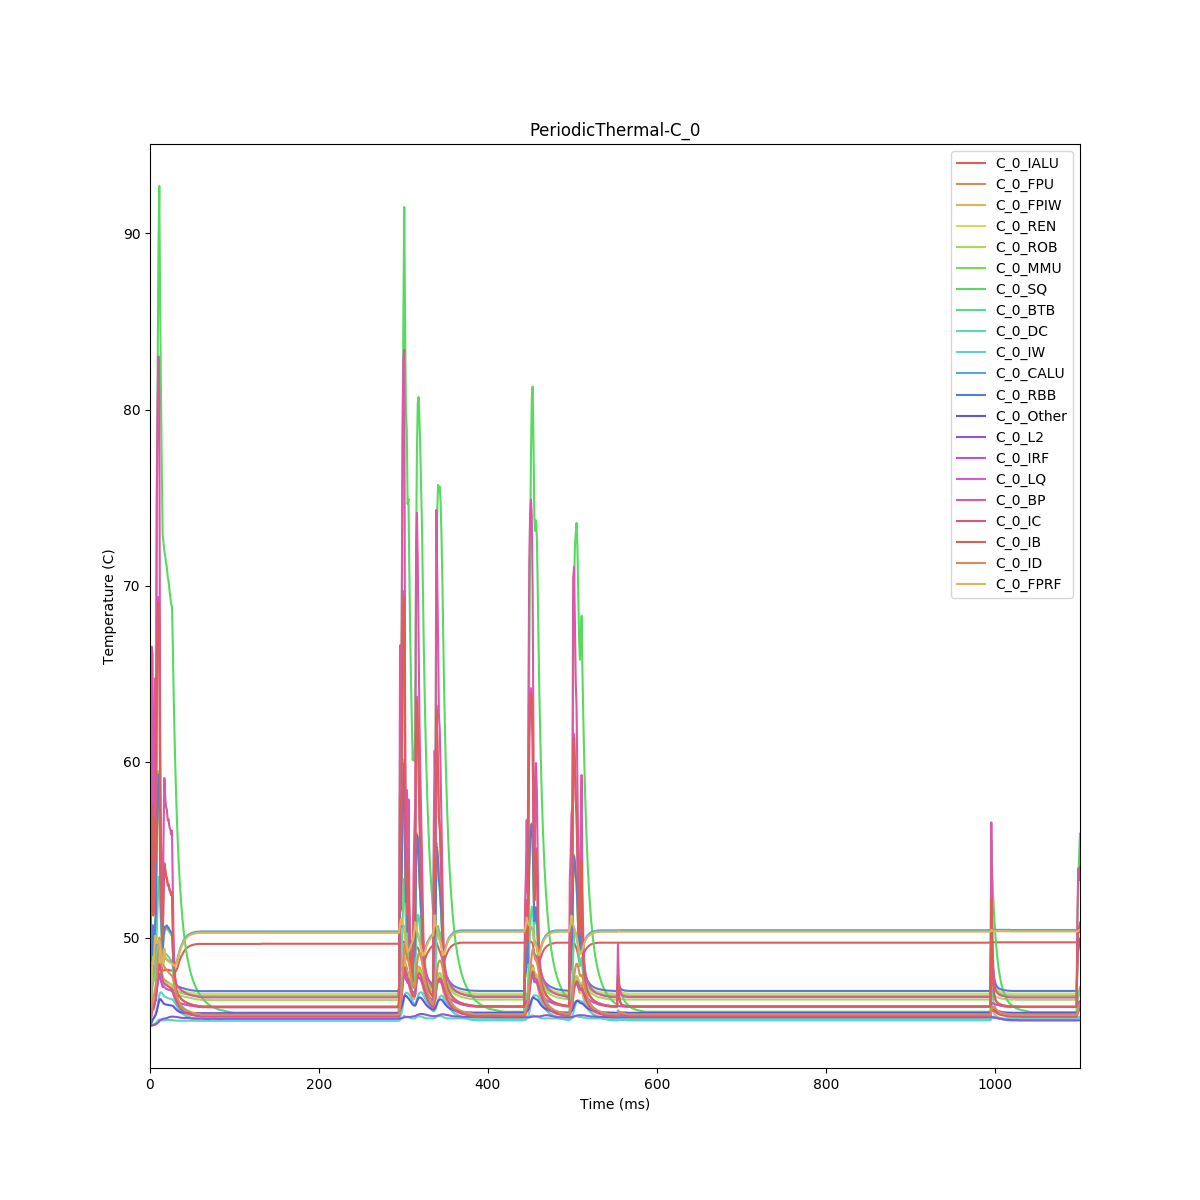 PeriodicThermal-C_0
C_0_IALU
C_0_FPU
C_0_FPIW
C_0_REN
C_0_ROB
C_0_MMU
C_0_SQ
C_0_BTB
C_0_DC
C_0_IW
C_0_CALU
C_0_RBB
C_0_Other
C_0_L2
C_0_IRF
C_0_LQ
C_0_BP
C_0_IC
C_0_IB
C_0_ID
C_0_FPRF
90
80
70
60
50
Temperature (C)
0 200 400 600 800 1000
Time (ms)